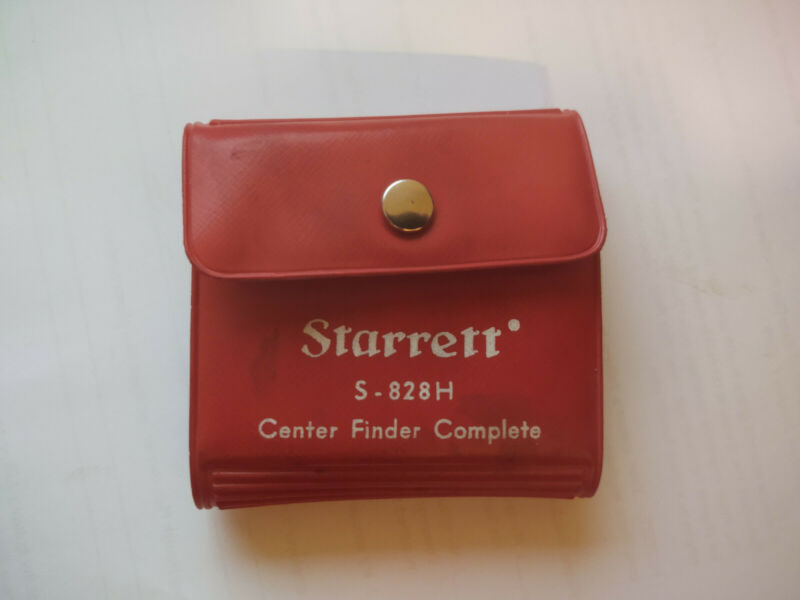 Starrett®
S-828H
Center Finder Complete